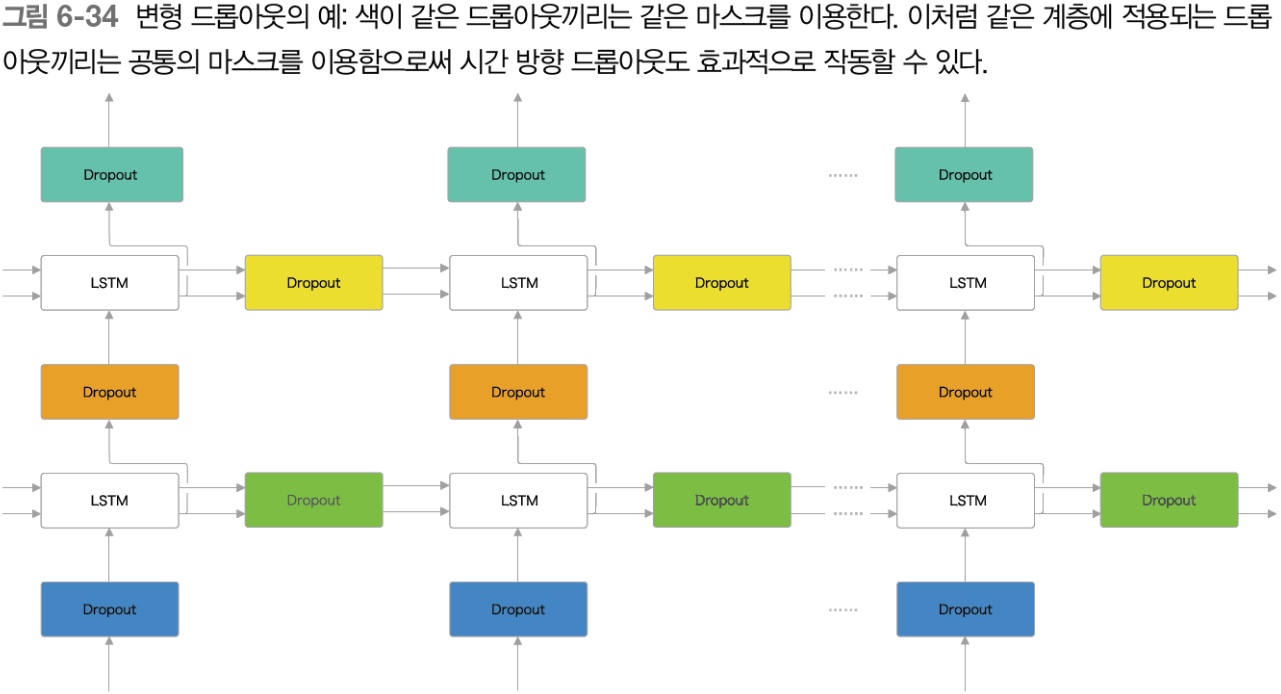 그림 6-34 변형 드롭아웃의 예: 색이 같은 드롭아웃끼리는 같은 마스크를 이용한다. 이처럼 같은 계층에 적용되는 드롭
아웃끼리는 공통의 마스크를 이용함으로써 시간 방향 드롭아웃도 효과적으로 작동할 수 있다.
Dropout Dropout ...... Dropout
LSTM Dropout LSTM Dropout ...... LSTM Dropout
......
Dropout Dropout ...... Dropout
LSTM Dropout LSTM Dropout ...... LSTM Dropout
......
Dropout Dropout ...... Dropout